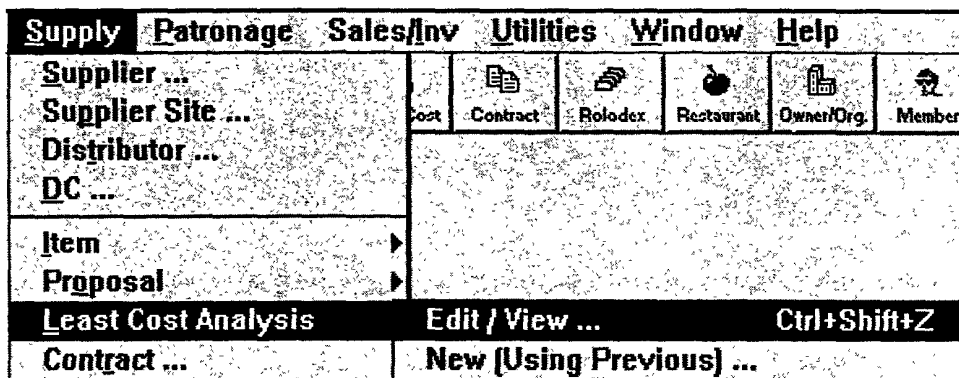 Supply Patronage Sales/Inv Utilities Window Help
Supplier ...
Supplier Site ...
Distributor ...
DC ...
Cost Contract Rolodex Restaurant Owner/Org. Member
Item
Proposal
Least Cost Analysis Edit / View ... Ctrl+Shift+Z
Contract ... New (Using Previous) ...